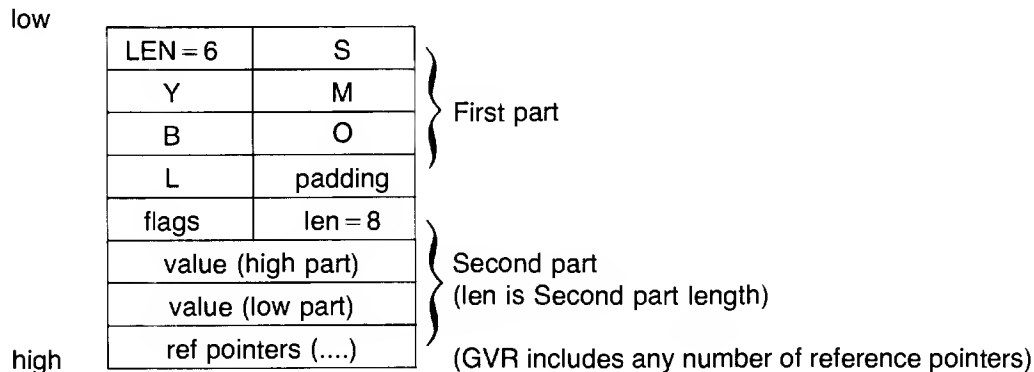 low
LEN = 6 S
Y M
B O
First part
L padding
flags len = 8
value (high part)
Second part
value (low part)
(len is Second part length)
high
ref pointers (....)
(GVR includes any number of reference pointers)